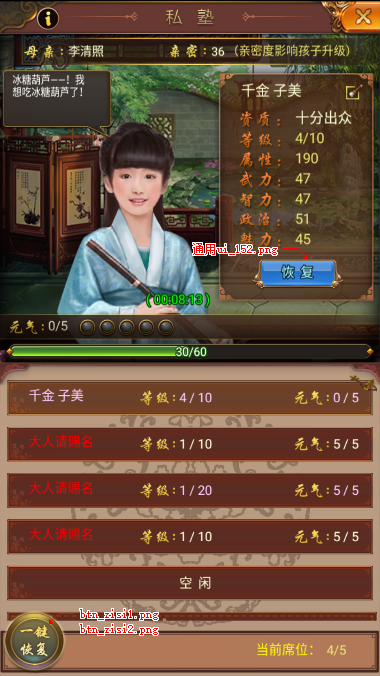 私 塾
母 亲：李清照 亲 密：36 （亲密度影响孩子升级）
冰糖葫芦——！我
想吃冰糖葫芦了！
千金 子美
资 质： 十分出众
等 级： 4/10
属 性： 190
武 力： 47
智 力： 47
政 治： 51
魅 力： 45
通用ui_152.png
恢 复
(00:08:13)
元气：0/5
30/60
千金 子美 等级：4/10 元气：0/5
大人请赐名 等级：1/10 元气：5/5
大人请赐名 等级：1/20 元气：5/5
大人请赐名 等级：1/10 元气：5/5
空 闲
一键
恢复
btn_zisi1.png
btn_zisi2.png
当前席位： 4/5